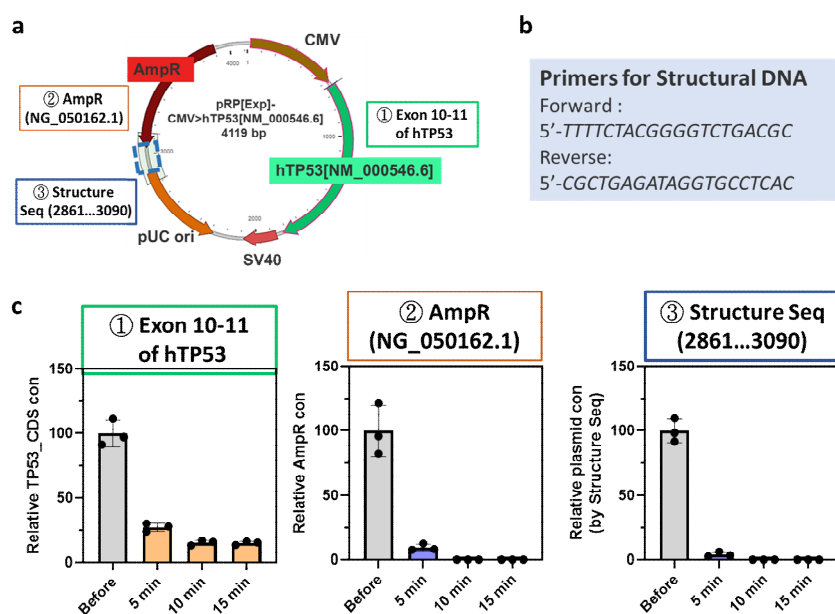 a
CMV
4000
AmpR
② AmpR
(NG_050162.1)
pRP[Exp]-
CMV>hTP53[NM_000546.6]
4119 bp
① Exon 10-11
of hTP53
1000
3000
hTP53[NM_000546.6]
③ Structure
Seq (2861...3090)
2000
pUC ori
SV40
b
Primers for Structural DNA
Forward :
5’-TTTTCTACGGGGTCTGACGC
Reverse:
5’-CGCTGAGATAGGTGCCTCAC
c
① Exon 10-11
of hTP53
150
100
50
0
Relative TP53_CDS con
Before
5 min
10 min
15 min
② AmpR
(NG_050162.1)
150
100
50
0
Relative AmpR con
Before
5 min
10 min
15 min
③ Structure Seq
(2861...3090)
150
100
50
0
Relative plasmid con
(by Structure Seq)
Before
5 min
10 min
15 min